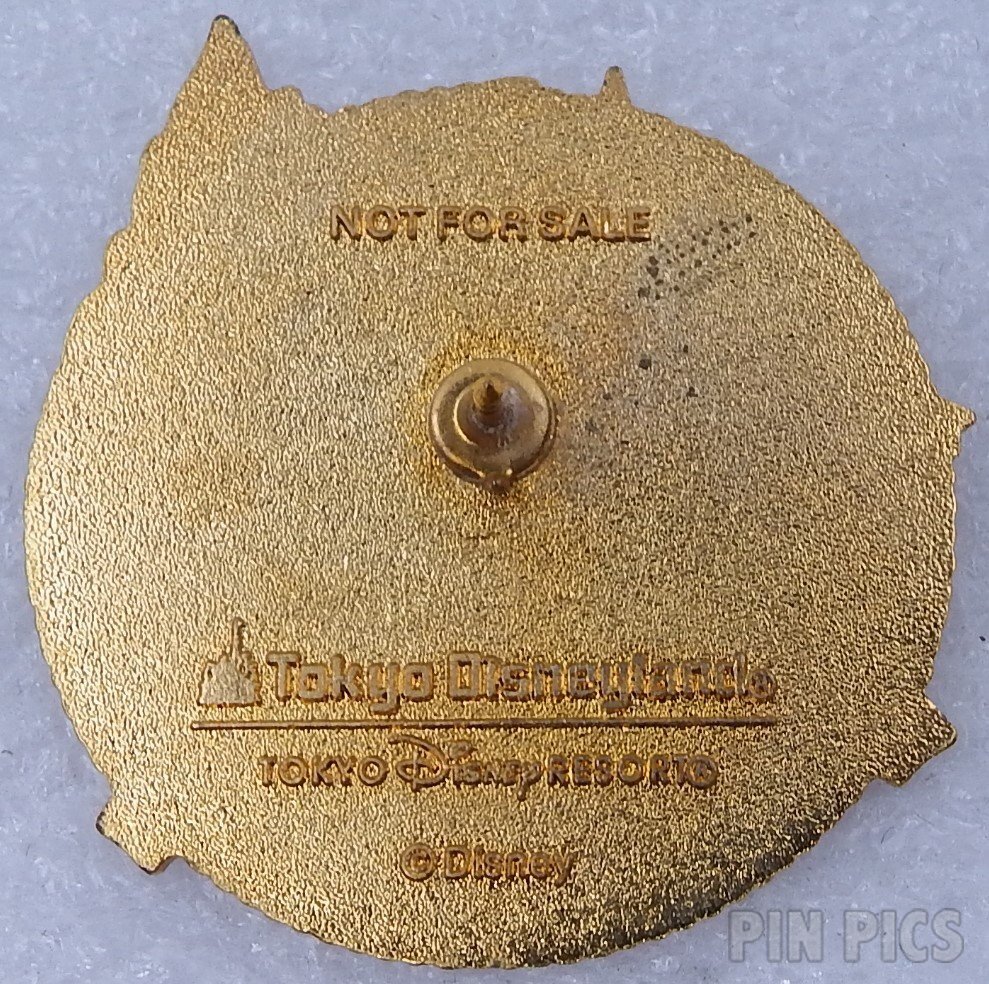 NOT FOR SALE
Tokyo Disneyland®
TOKYO Disney RESORT®
©Disney
PIN PICS